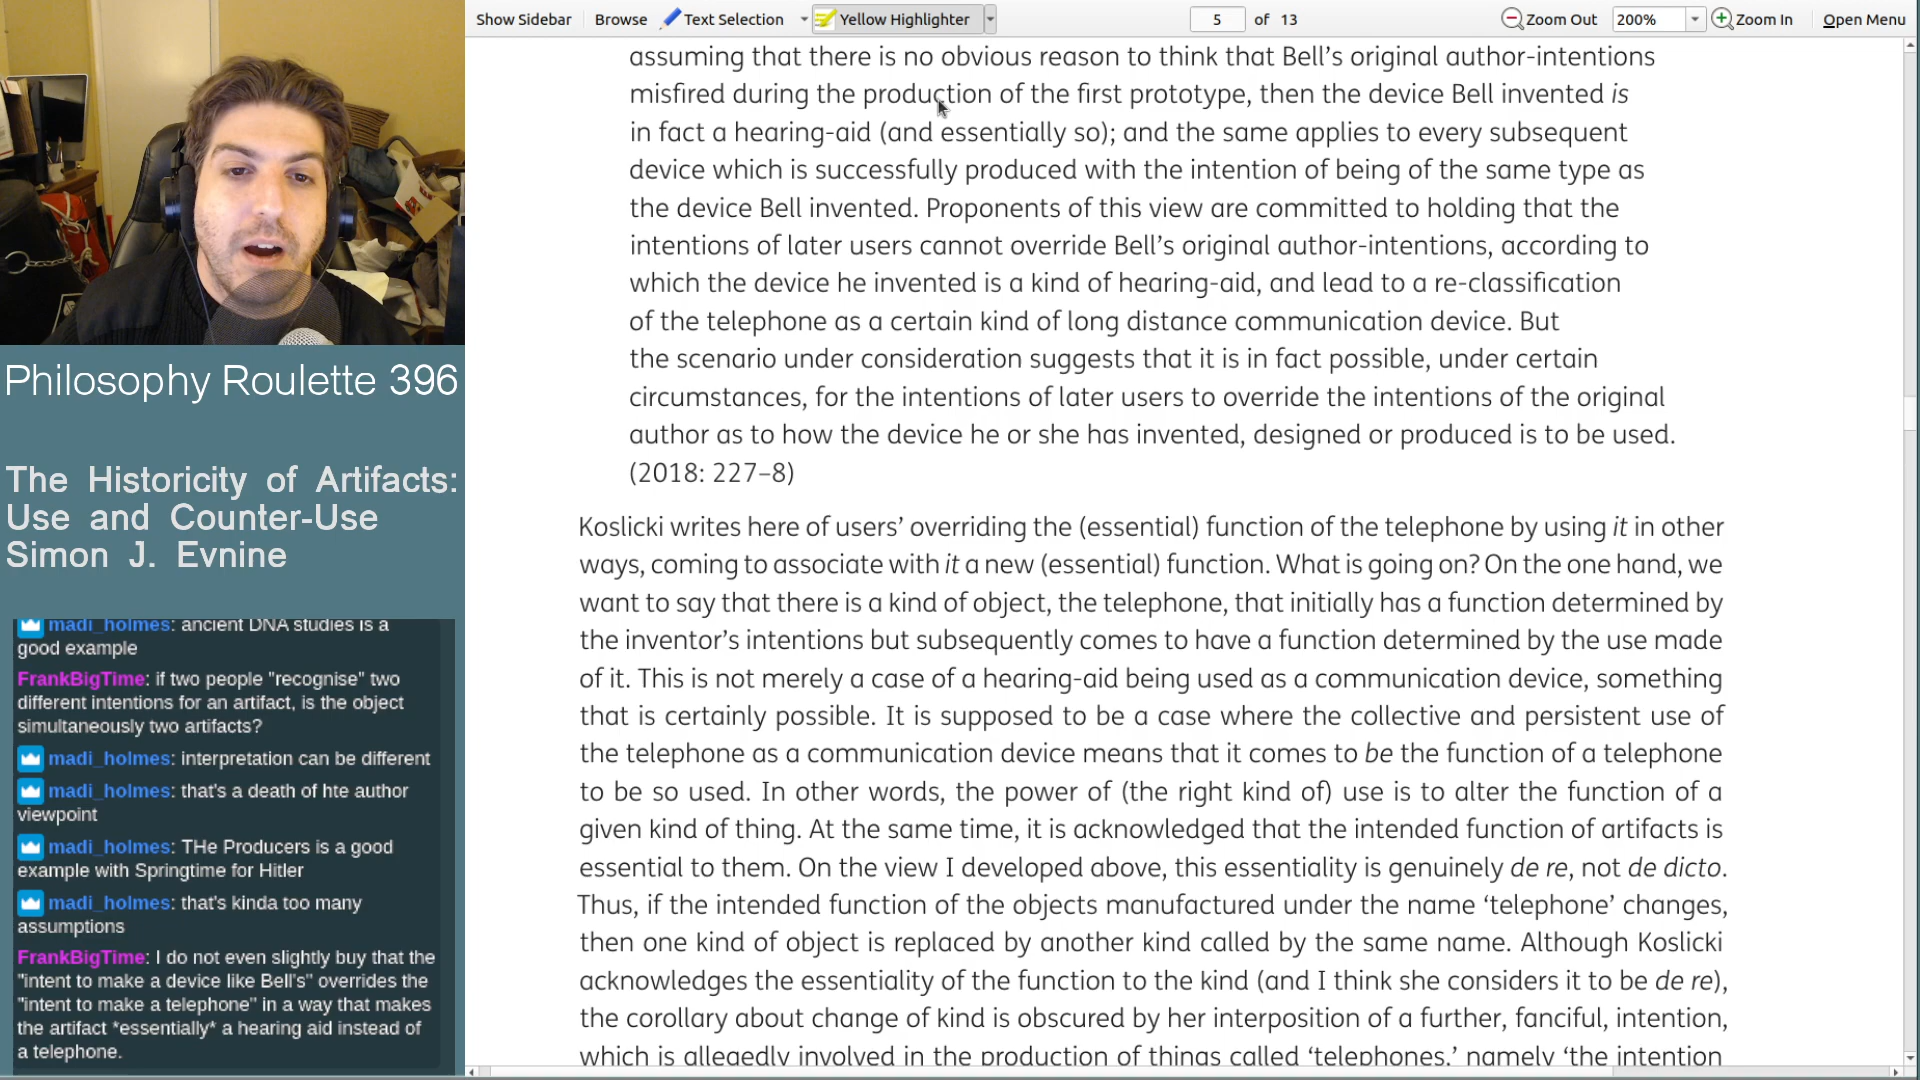 Show Sidebar Browse Text Selection Yellow Highlighter 5 of 13 Zoom Out 200% Zoom In Open Menu
assuming that there is no obvious reason to think that Bell’s original author-intentions
misfired during the production of the first prototype, then the device Bell invented is
in fact a hearing-aid (and essentially so); and the same applies to every subsequent
device which is successfully produced with the intention of being of the same type as
the device Bell invented. Proponents of this view are committed to holding that the
intentions of later users cannot override Bell’s original author-intentions, according to
which the device he invented is a kind of hearing-aid, and lead to a re-classification
of the telephone as a certain kind of long distance communication device. But
the scenario under consideration suggests that it is in fact possible, under certain
circumstances, for the intentions of later users to override the intentions of the original
author as to how the device he or she has invented, designed or produced is to be used.
(2018: 227–8)
Koslicki writes here of users’ overriding the (essential) function of the telephone by using it in other
ways, coming to associate with it a new (essential) function. What is going on? On the one hand, we
want to say that there is a kind of object, the telephone, that initially has a function determined by
the inventor’s intentions but subsequently comes to have a function determined by the use made
of it. This is not merely a case of a hearing-aid being used as a communication device, something
that is certainly possible. It is supposed to be a case where the collective and persistent use of
the telephone as a communication device means that it comes to be the function of a telephone
to be so used. In other words, the power of (the right kind of) use is to alter the function of a
given kind of thing. At the same time, it is acknowledged that the intended function of artifacts is
essential to them. On the view I developed above, this essentiality is genuinely de re, not de dicto.
Thus, if the intended function of the objects manufactured under the name ‘telephone’ changes,
then one kind of object is replaced by another kind called by the same name. Although Koslicki
acknowledges the essentiality of the function to the kind (and I think she considers it to be de re),
the corollary about change of kind is obscured by her interposition of a further, fanciful, intention,
which is allegedly involved in the production of things called ‘telephones,’ namely ‘the intention
Philosophy Roulette 396
The Historicity of Artifacts:
Use and Counter-Use
Simon J. Evnine
madi_holmes: ancient DNA studies is a
good example
FrankBigTime: if two people "recognise" two
different intentions for an artifact, is the object
simultaneously two artifacts?
madi_holmes: interpretation can be different
madi_holmes: that's a death of hte author
viewpoint
madi_holmes: THe Producers is a good
example with Springtime for Hitler
madi_holmes: that's kinda too many
assumptions
FrankBigTime: I do not even slightly buy that the
"intent to make a device like Bell's" overrides the
"intent to make a telephone" in a way that makes
the artifact *essentially* a hearing aid instead of
a telephone.